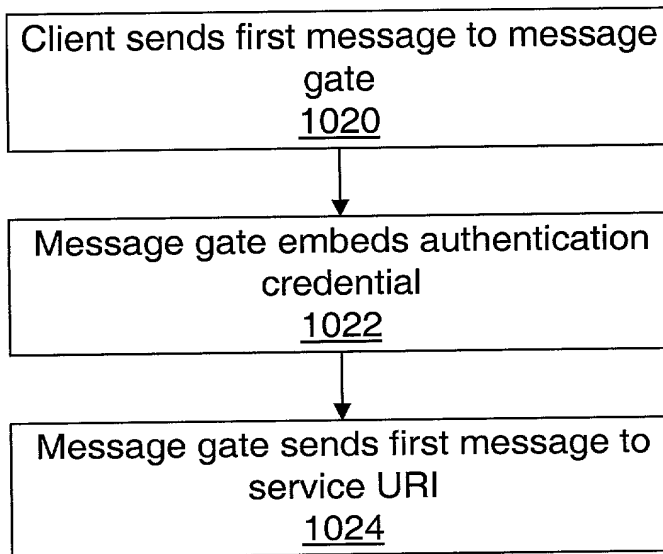 Client sends first message to message
gate
1020
Message gate embeds authentication
credential
1022
Message gate sends first message to
service URI
1024